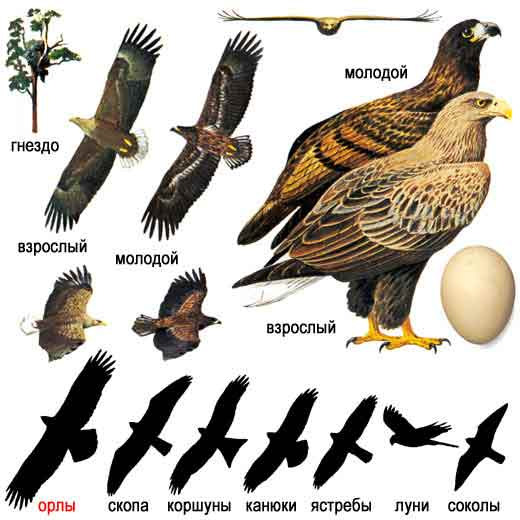 молодой
гнездо
взрослый
молодой
взрослый
орлы скопа коршуны канюки ястребы луни соколы